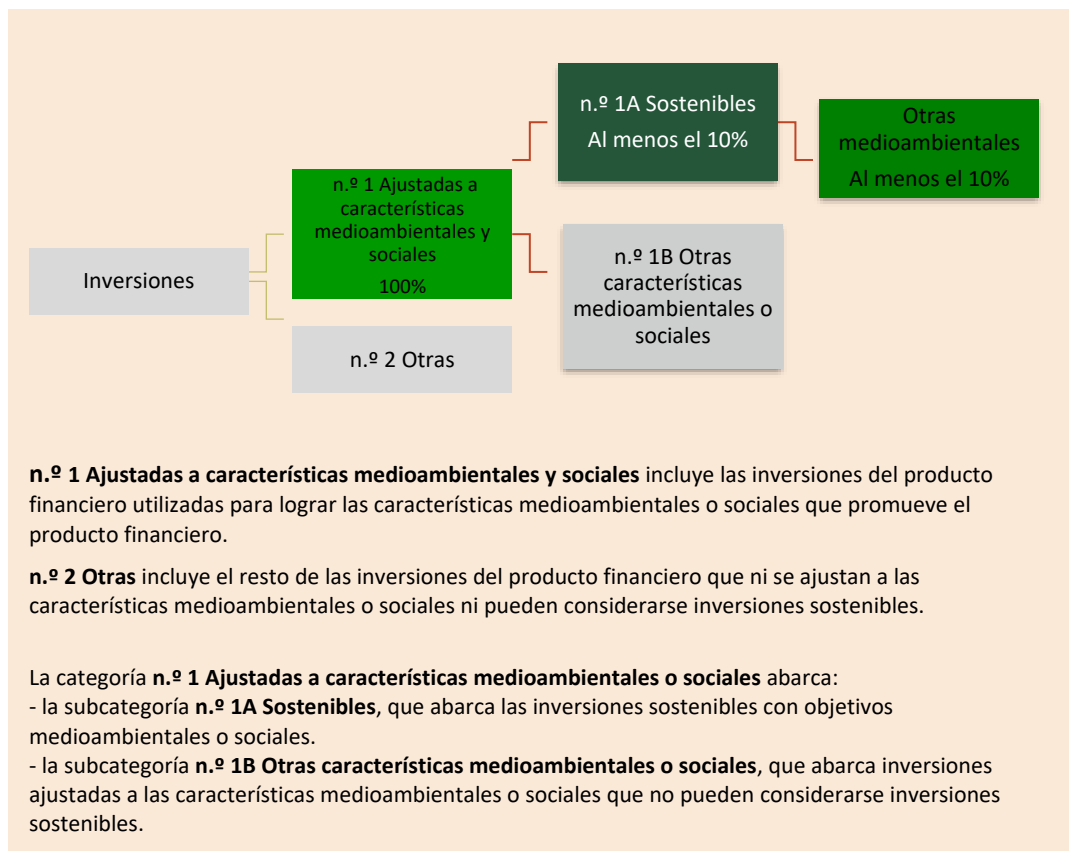 n.º 1A Sostenibles
Al menos el 10%
Otras
medioambientales
Al menos el 10%
n.º 1 Ajustadas a
características
medioambientales y
sociales
100%
Inversiones
n.º 1B Otras
características
medioambientales o
sociales
n.º 2 Otras
n.º 1 Ajustadas a características medioambientales y sociales incluye las inversiones del producto
financiero utilizadas para lograr las características medioambientales o sociales que promueve el
producto financiero.
n.º 2 Otras incluye el resto de las inversiones del producto financiero que ni se ajustan a las
características medioambientales o sociales ni pueden considerarse inversiones sostenibles.
La categoría n.º 1 Ajustadas a características medioambientales o sociales abarca:
- la subcategoría n.º 1A Sostenibles, que abarca las inversiones sostenibles con objetivos
medioambientales o sociales.
- la subcategoría n.º 1B Otras características medioambientales o sociales, que abarca inversiones
ajustadas a las características medioambientales o sociales que no pueden considerarse inversiones
sostenibles.